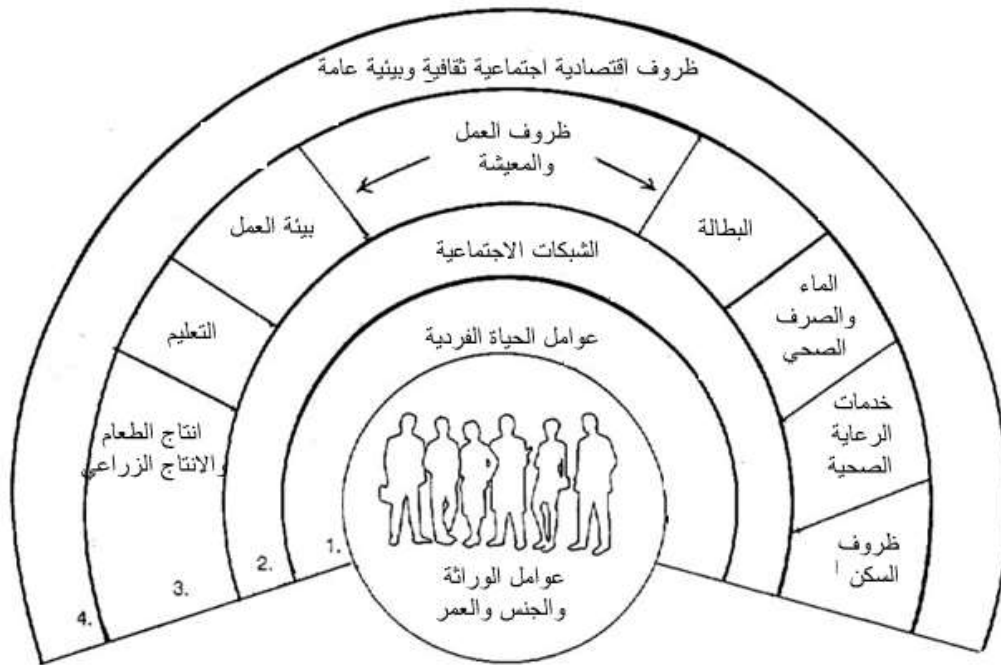 ظروف اقتصادية اجتماعية ثقافية وبيئية عامة
ظروف العمل
والمعيشة
بيئة العمل
البطالة
الشبكات الاجتماعية
الماء
والصرف
الصحي
التعليم
عوامل الحياة الفردية
خدمات
الرعاية
الصحية
انتاج الطعام
والانتاج الزراعي
ظروف
السكن
عوامل الوراثة
والجنس والعمر
1.
2.
3.
4.